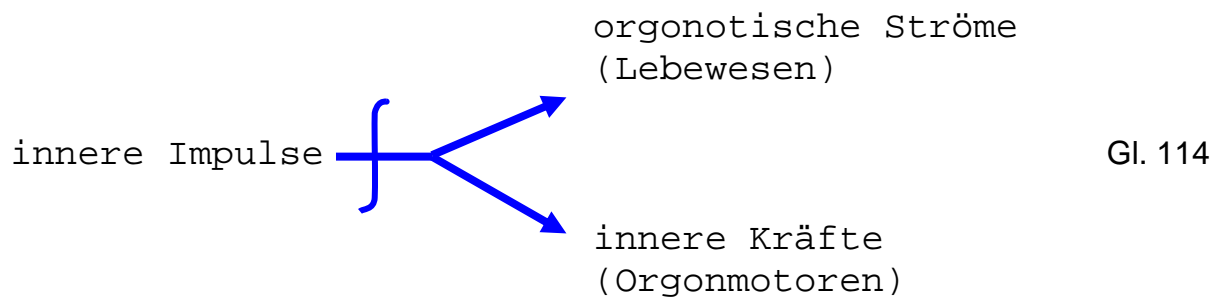 orgonotische Ströme
(Lebewesen)
innere Impulse
Gl. 114
innere Kräfte
(Orgonmotoren)